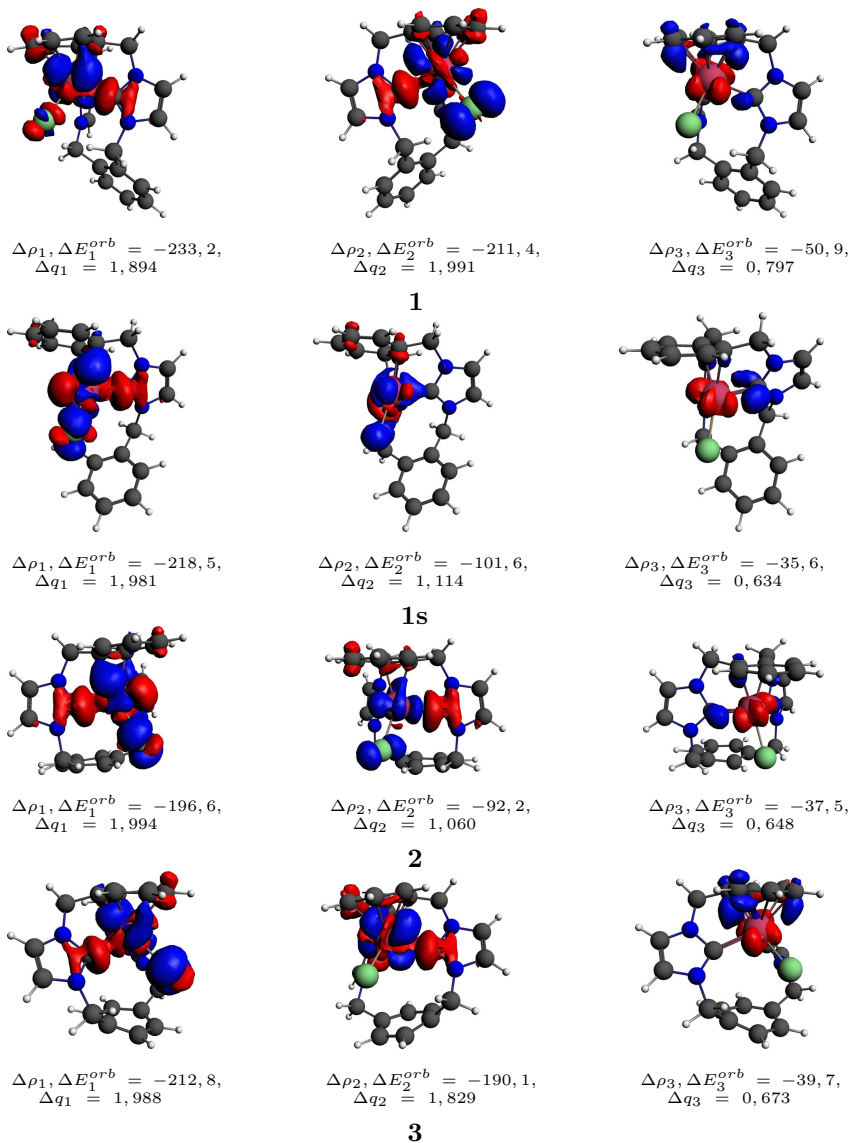 Δρ₁, ΔE₁ᵒʳᵇ = −233, 2,
Δq₁ = 1, 894
Δρ₂, ΔE₂ᵒʳᵇ = −211, 4,
Δq₂ = 1, 991
Δρ₃, ΔE₃ᵒʳᵇ = −50, 9,
Δq₃ = 0, 797
1
Δρ₁, ΔE₁ᵒʳᵇ = −218, 5,
Δq₁ = 1, 981
Δρ₂, ΔE₂ᵒʳᵇ = −101, 6,
Δq₂ = 1, 114
Δρ₃, ΔE₃ᵒʳᵇ = −35, 6,
Δq₃ = 0, 634
1s
Δρ₁, ΔE₁ᵒʳᵇ = −196, 6,
Δq₁ = 1, 994
Δρ₂, ΔE₂ᵒʳᵇ = −92, 2,
Δq₂ = 1, 060
Δρ₃, ΔE₃ᵒʳᵇ = −37, 5,
Δq₃ = 0, 648
2
Δρ₁, ΔE₁ᵒʳᵇ = −212, 8,
Δq₁ = 1, 988
Δρ₂, ΔE₂ᵒʳᵇ = −190, 1,
Δq₂ = 1, 829
Δρ₃, ΔE₃ᵒʳᵇ = −39, 7,
Δq₃ = 0, 673
3